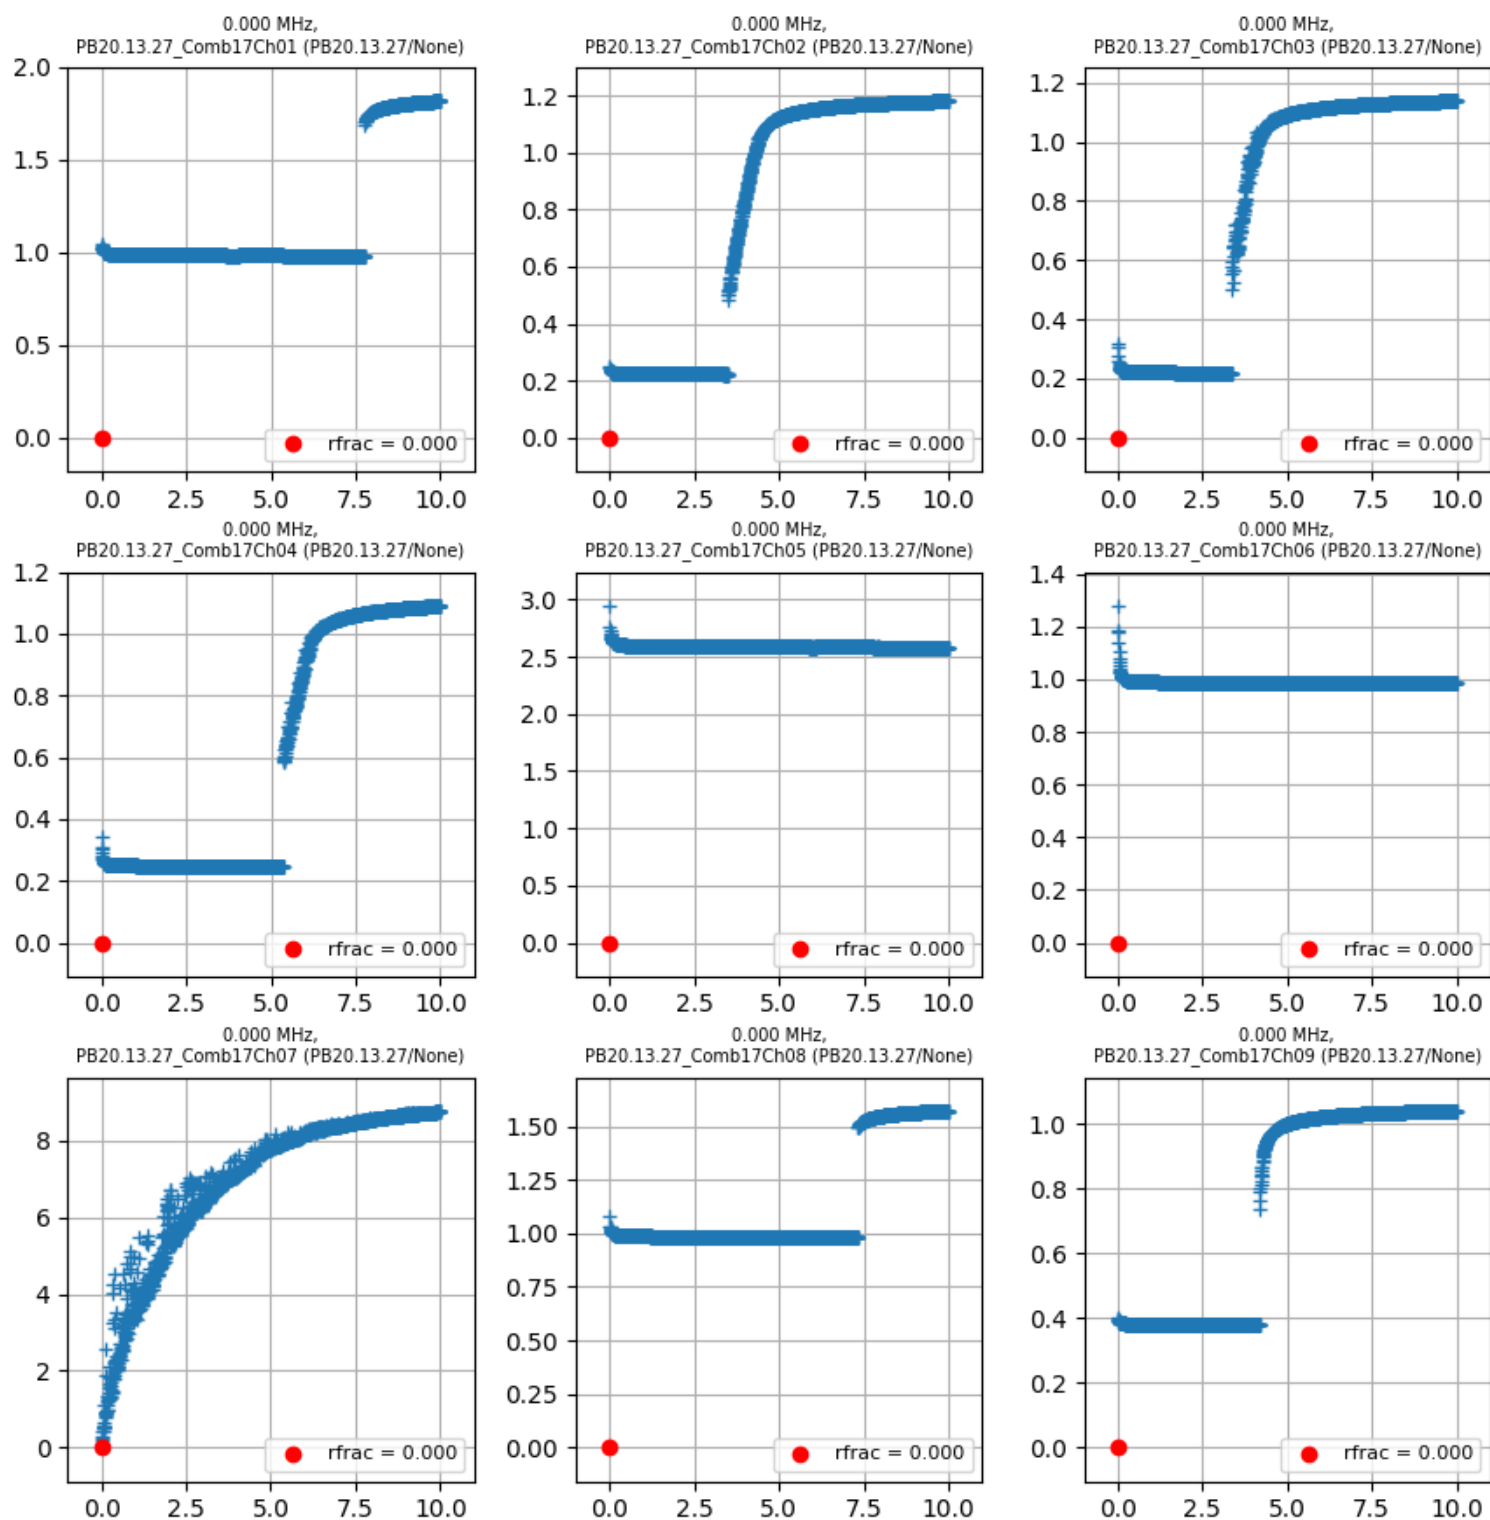 0.000 MHz,
PB20.13.27_Comb17Ch01 (PB20.13.27/None)
2.0
1.5
1.0
0.5
0.0
rfrac = 0.000
0.0 2.5 5.0 7.5 10.0
0.000 MHz,
PB20.13.27_Comb17Ch02 (PB20.13.27/None)
1.2
1.0
0.8
0.6
0.4
0.2
0.0
rfrac = 0.000
0.0 2.5 5.0 7.5 10.0
0.000 MHz,
PB20.13.27_Comb17Ch03 (PB20.13.27/None)
1.2
1.0
0.8
0.6
0.4
0.2
0.0
rfrac = 0.000
0.0 2.5 5.0 7.5 10.0
0.000 MHz,
PB20.13.27_Comb17Ch04 (PB20.13.27/None)
1.2
1.0
0.8
0.6
0.4
0.2
0.0
rfrac = 0.000
0.0 2.5 5.0 7.5 10.0
0.000 MHz,
PB20.13.27_Comb17Ch05 (PB20.13.27/None)
3.0
2.5
2.0
1.5
1.0
0.5
0.0
rfrac = 0.000
0.0 2.5 5.0 7.5 10.0
0.000 MHz,
PB20.13.27_Comb17Ch06 (PB20.13.27/None)
1.4
1.2
1.0
0.8
0.6
0.4
0.2
0.0
rfrac = 0.000
0.0 2.5 5.0 7.5 10.0
0.000 MHz,
PB20.13.27_Comb17Ch07 (PB20.13.27/None)
8
6
4
2
0
rfrac = 0.000
0.0 2.5 5.0 7.5 10.0
0.000 MHz,
PB20.13.27_Comb17Ch08 (PB20.13.27/None)
1.50
1.25
1.00
0.75
0.50
0.25
0.00
rfrac = 0.000
0.0 2.5 5.0 7.5 10.0
0.000 MHz,
PB20.13.27_Comb17Ch09 (PB20.13.27/None)
1.0
0.8
0.6
0.4
0.2
0.0
rfrac = 0.000
0.0 2.5 5.0 7.5 10.0